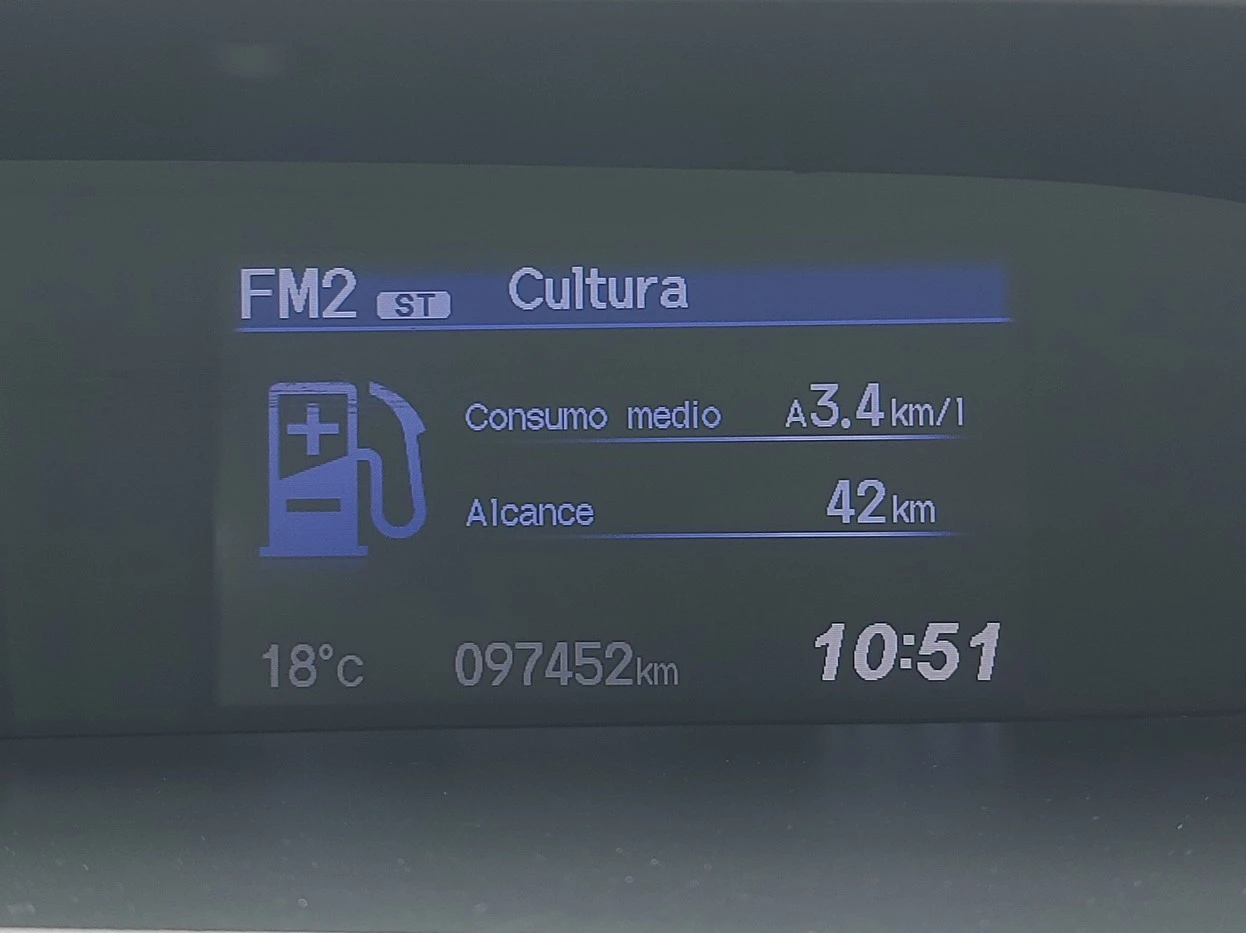 FM2 ST Cultura
Consumo medio A3.4km/l
Alcance 42km
18°C 097452km 10:51